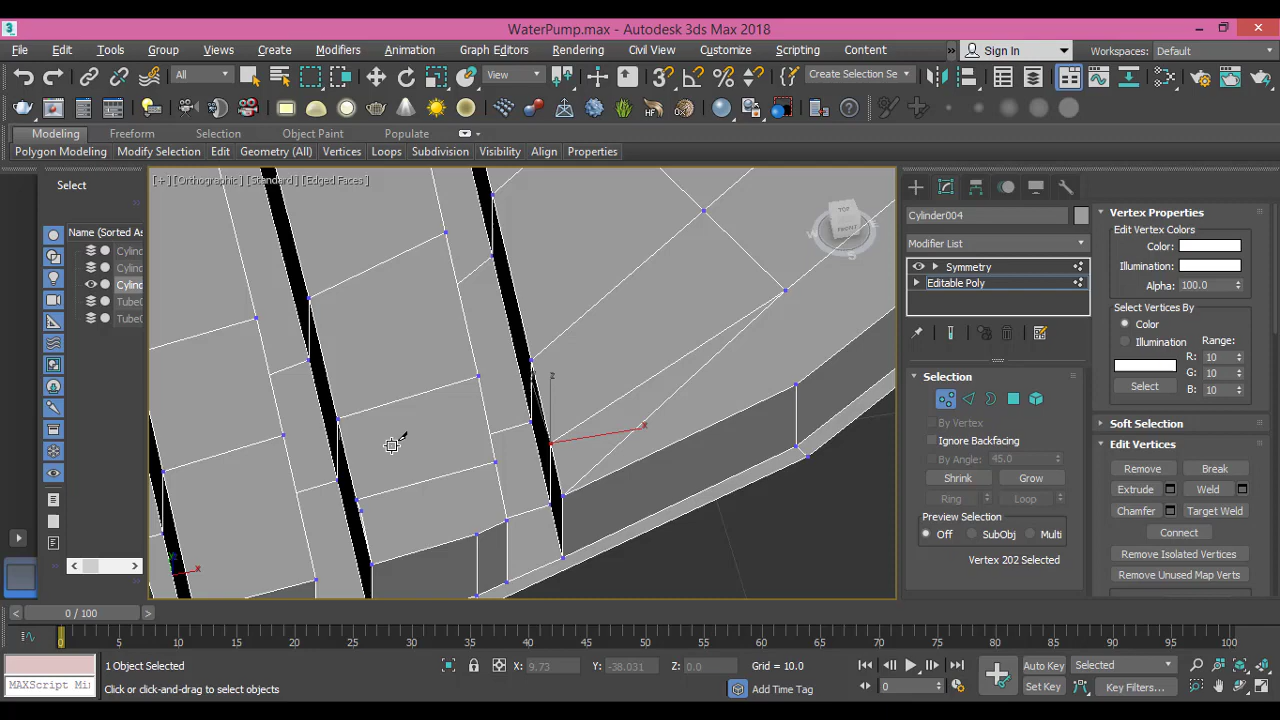 WaterPump.max - Autodesk 3ds Max 2018
File Edit Tools Group Views Create Modifiers Animation Graph Editors Rendering Civil View Customize Scripting Content » Sign In Workspaces: Default
All View Create Selection Se
Modeling Freeform Selection Object Paint Populate
Polygon Modeling Modify Selection Edit Geometry (All) Vertices Loops Subdivision Visibility Align Properties
Select
Name (Sorted As
Cylind
Cylind
Cylind
[+] [Orthographic] [Standard] [Edged Faces]
TOP
FRONT
W
S
z
x
x
Cylinder004
Modifier List
Symmetry
Editable Poly
Selection
By Vertex
Ignore Backfacing
By Angle: 45.0
Shrink Grow
Ring Loop
Preview Selection
Off SubObj Multi
Vertex 202 Selected
Vertex Properties
Edit Vertex Colors
Color:
Illumination:
Alpha: 100.0
Select Vertices By
Color Range:
Illumination R: 10
G: 10
Select B: 10
Soft Selection
Edit Vertices
Remove Break
Extrude Weld
Chamfer Target Weld
Connect
Remove Isolated Vertices
Remove Unused Map Verts
< 0 / 100 >
0 5 10 15 20 25 30 35 40 45 50 55 60 65 70 75 80 85 90 95 100
MAXScript Mi
1 Object Selected
Click or click-and-drag to select objects
X: 9.73 Y: -38.031 Z: 0.0 Grid = 10.0
Add Time Tag
0
Auto Key Selected
Set Key Key Filters...